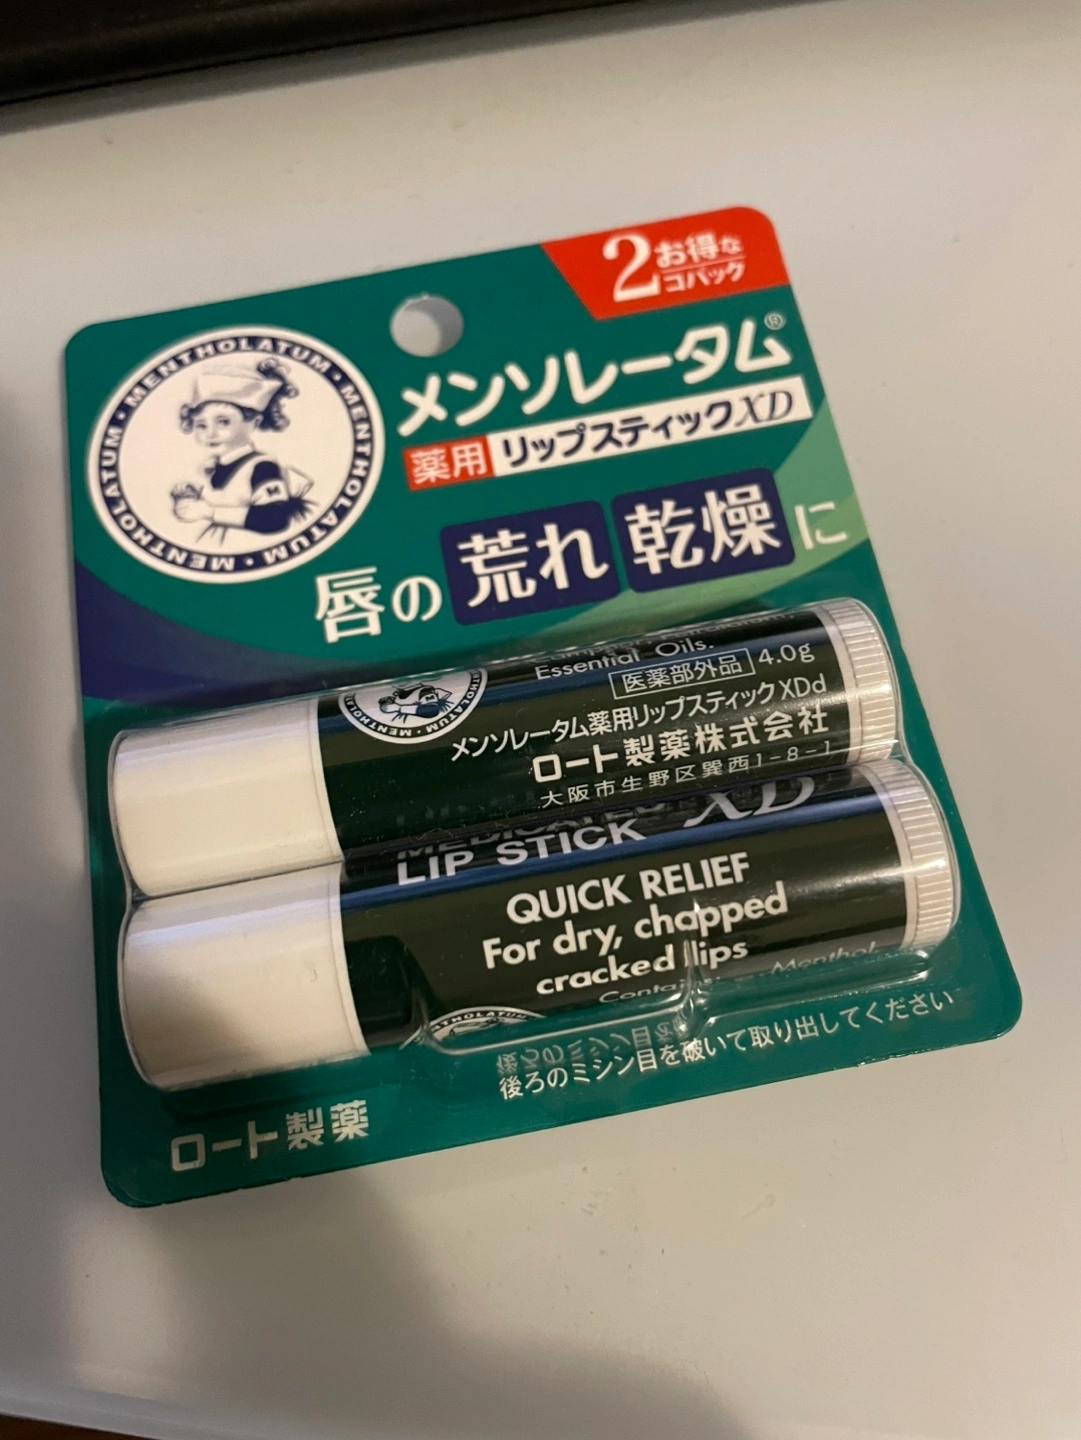 2お得な
コパック
MENTHOLATUM · MENTHOLATUM · MENTHOLATUM · MENTHOLATUM
メンソレータム®
薬用 リップスティックXD
唇の 荒れ 乾燥 に
Essential Oils.
医薬部外品 4.0g
メンソレータム薬用リップスティックXDd
ロート製薬株式会社
大阪市生野区巽西1-8-1
MEDICATED
LIP STICK XD
QUICK RELIEF
For dry, chapped
cracked lips
Menthol
後ろのミシン目を破いて取り出してください
ロート製薬